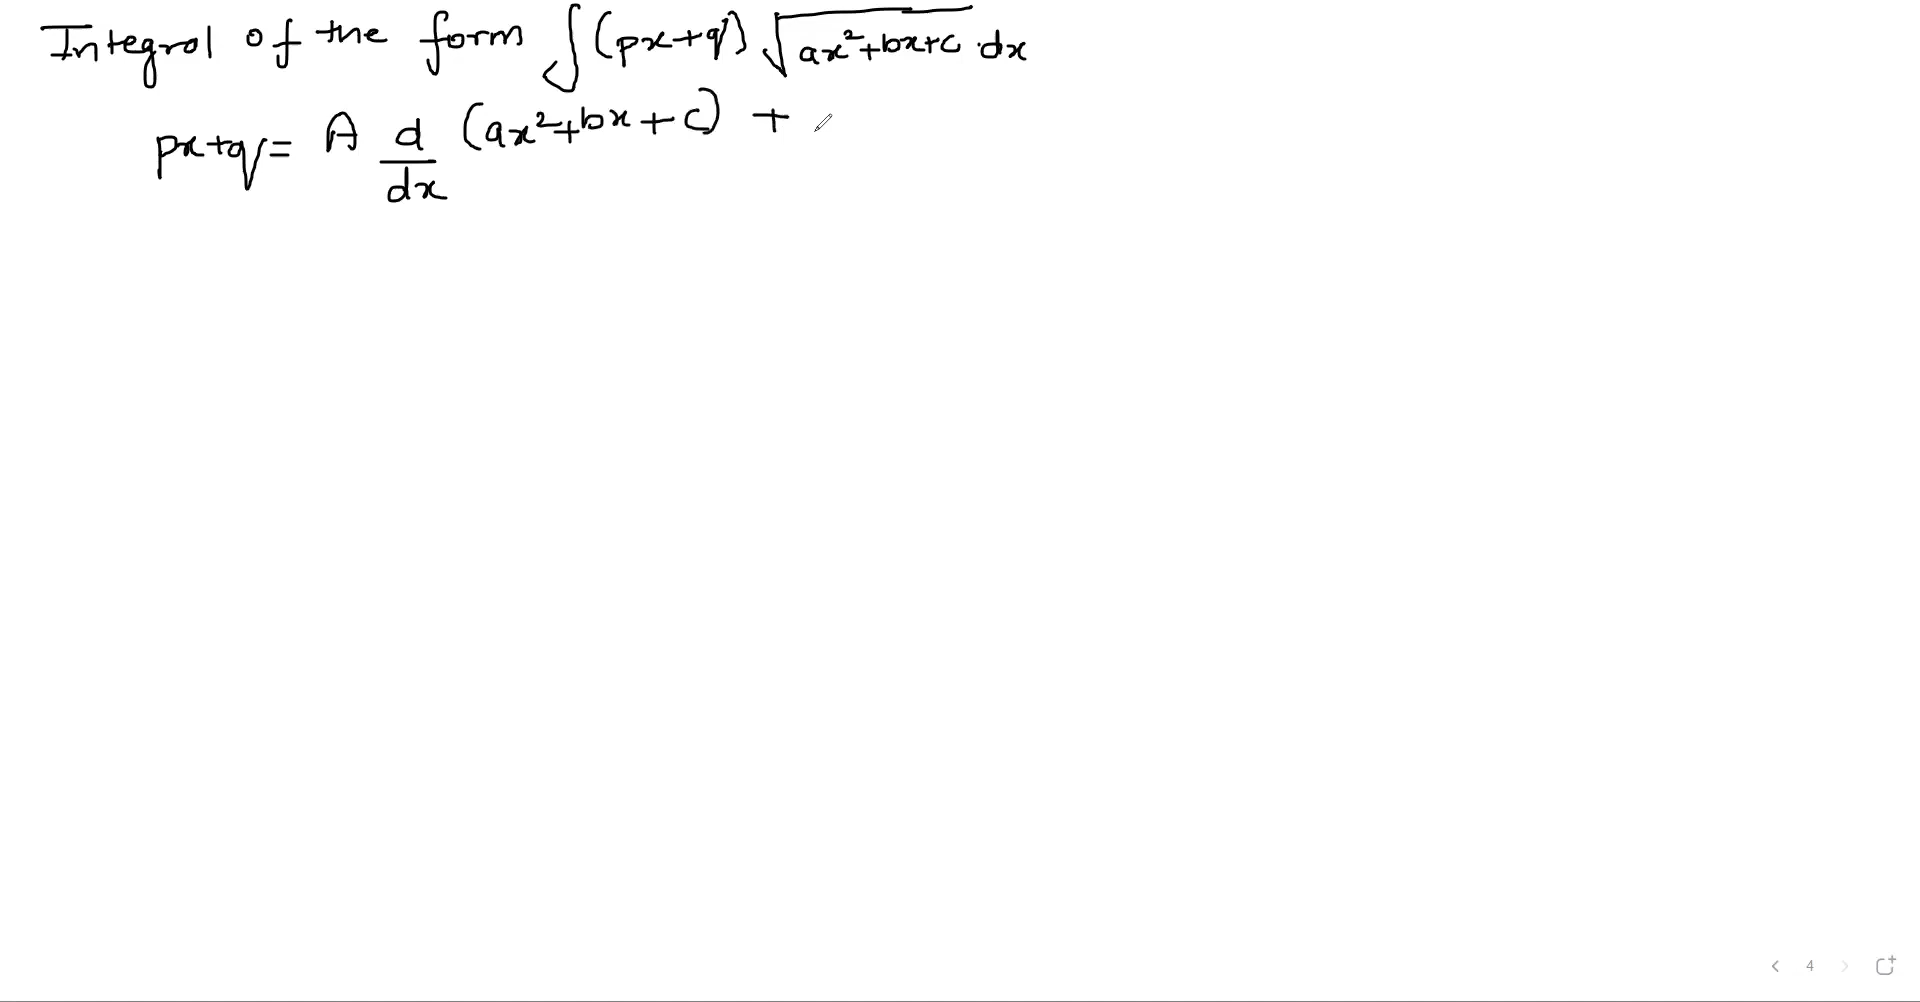 Integral of the form ∫(px+q) √(ax²+bx+c) dx
px+q = A d/dx (ax²+bx+c) +
4